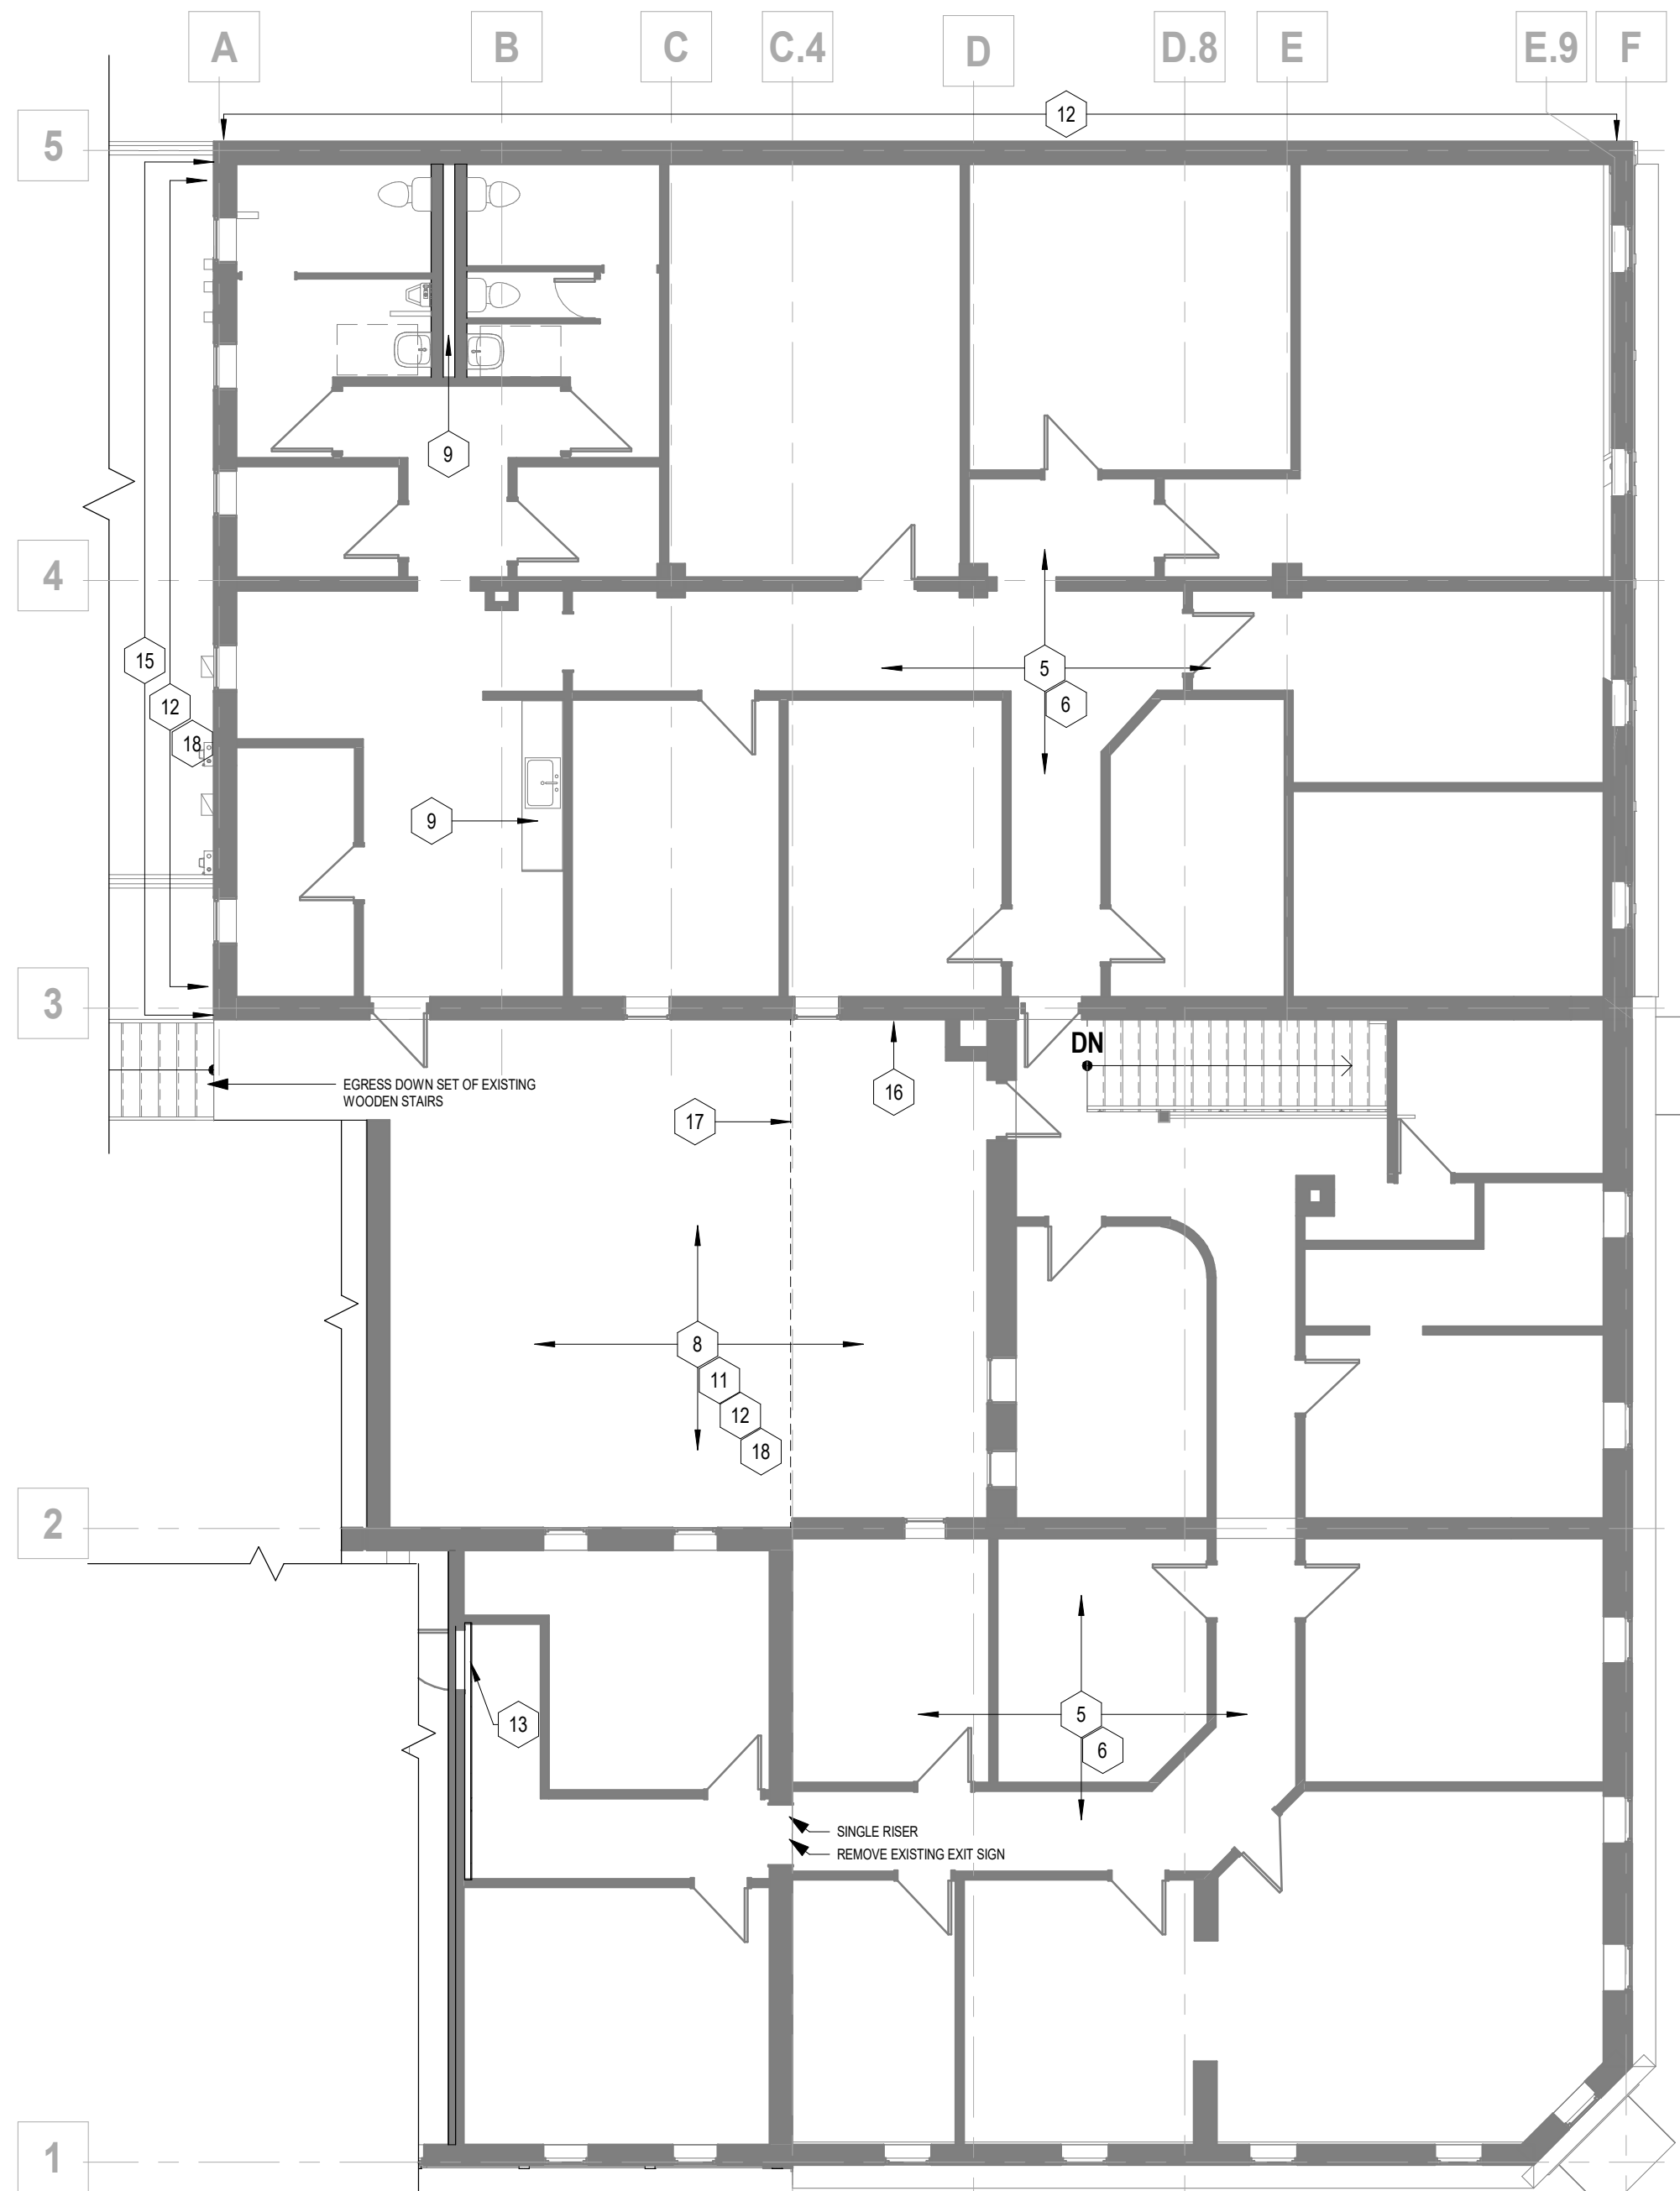 A
B
C
C.4
D
D.8
E
E.9
F
12
5
9
4
15
5
12
6
18
9
3
DN
EGRESS DOWN SET OF EXISTING
WOODEN STAIRS
16
17
8
11
12
18
2
13
5
6
SINGLE RISER
REMOVE EXISTING EXIT SIGN
1